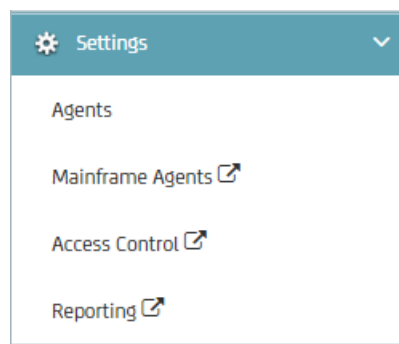 Settings
Agents
Mainframe Agents
Access Control
Reporting